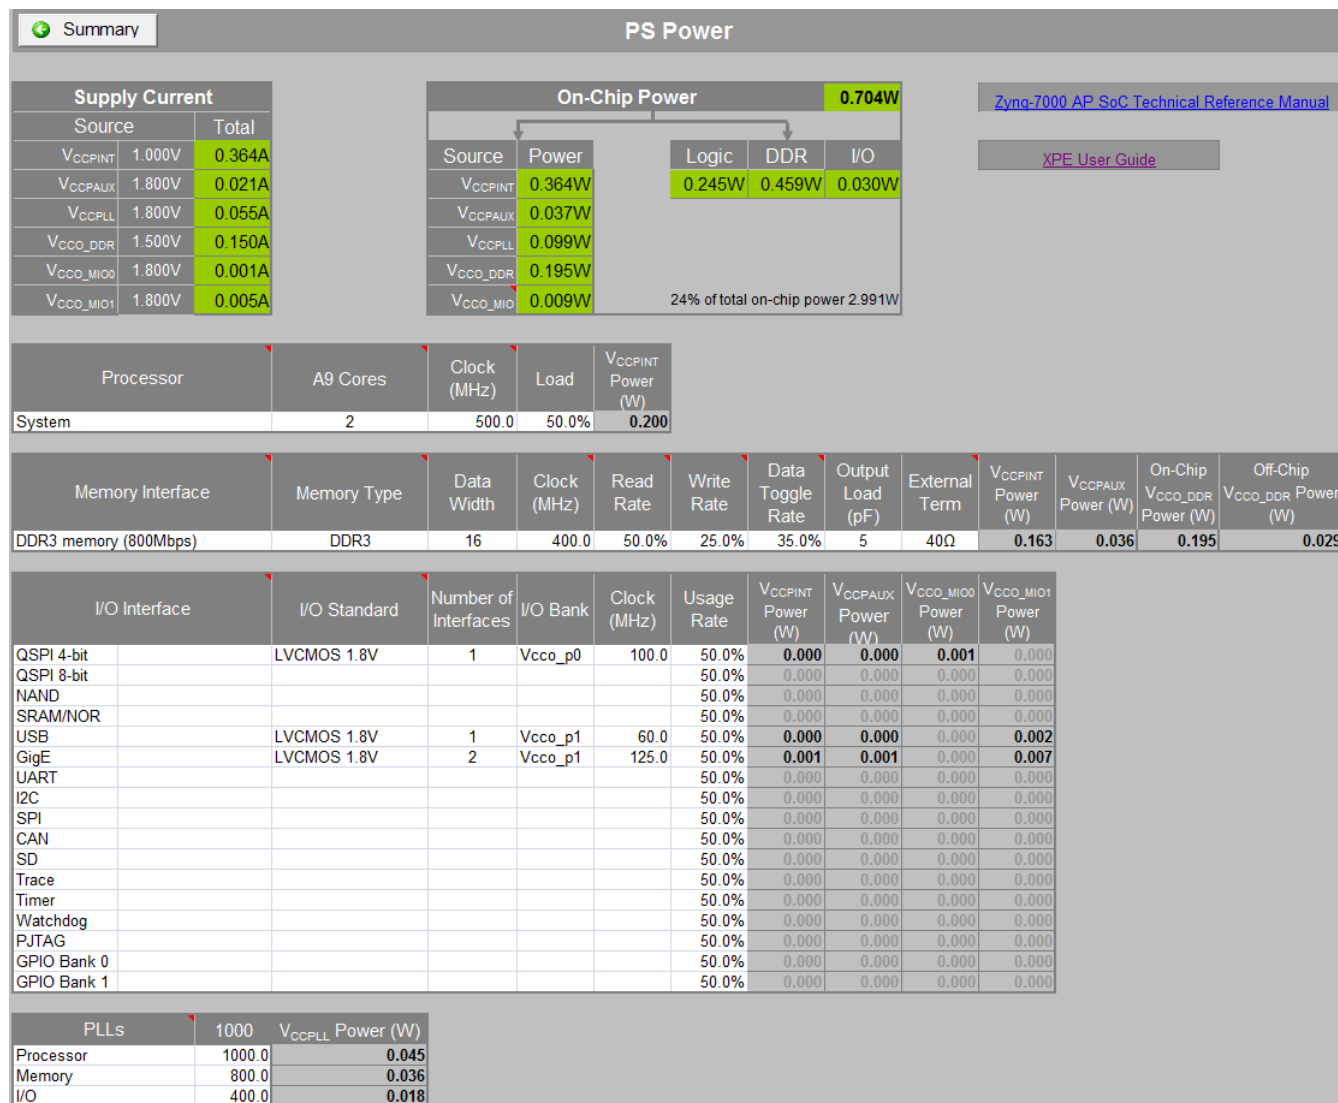 Summary
PS Power
Supply Current
Source Total
VCCPINT 1.000V 0.364A
VCCPAUX 1.800V 0.021A
VCCPLL 1.800V 0.055A
VCCO_DDR 1.500V 0.150A
VCCO_MIO0 1.800V 0.001A
VCCO_MIO1 1.800V 0.005A
On-Chip Power 0.704W
Source Power
VCCPINT 0.364W
VCCPAUX 0.037W
VCCPLL 0.099W
VCCO_DDR 0.195W
VCCO_MIO 0.009W
Logic DDR I/O
0.245W 0.459W 0.030W
24% of total on-chip power 2.991W
Zynq-7000 AP SoC Technical Reference Manual
XPE User Guide
Processor A9 Cores Clock (MHz) Load VCCPINT Power (W)
System 2 500.0 50.0% 0.200
Memory Interface Memory Type Data Width Clock (MHz) Read Rate Write Rate Data Toggle Rate Output Load (pF) External Term VCCPINT Power (W) VCCPAUX Power (W) On-Chip VCCO_DDR Power (W) Off-Chip VCCO_DDR Power (W)
DDR3 memory (800Mbps) DDR3 16 400.0 50.0% 25.0% 35.0% 5 40Ω 0.163 0.036 0.195 0.029
I/O Interface I/O Standard Number of Interfaces I/O Bank Clock (MHz) Usage Rate VCCPINT Power (W) VCCPAUX Power (W) VCCO_MIO0 Power (W) VCCO_MIO1 Power (W)
QSPI 4-bit LVCMOS 1.8V 1 Vcco_p0 100.0 50.0% 0.000 0.000 0.001 0.000
QSPI 8-bit 50.0% 0.000 0.000 0.000 0.000
NAND 50.0% 0.000 0.000 0.000 0.000
SRAM/NOR 50.0% 0.000 0.000 0.000 0.000
USB LVCMOS 1.8V 1 Vcco_p1 60.0 50.0% 0.000 0.000 0.000 0.002
GigE LVCMOS 1.8V 2 Vcco_p1 125.0 50.0% 0.001 0.001 0.000 0.007
UART 50.0% 0.000 0.000 0.000 0.000
I2C 50.0% 0.000 0.000 0.000 0.000
SPI 50.0% 0.000 0.000 0.000 0.000
CAN 50.0% 0.000 0.000 0.000 0.000
SD 50.0% 0.000 0.000 0.000 0.000
Trace 50.0% 0.000 0.000 0.000 0.000
Timer 50.0% 0.000 0.000 0.000 0.000
Watchdog 50.0% 0.000 0.000 0.000 0.000
PJTAG 50.0% 0.000 0.000 0.000 0.000
GPIO Bank 0 50.0% 0.000 0.000 0.000 0.000
GPIO Bank 1 50.0% 0.000 0.000 0.000 0.000
PLLs 1000 VCCPLL Power (W)
Processor 1000.0 0.045
Memory 800.0 0.036
I/O 400.0 0.018